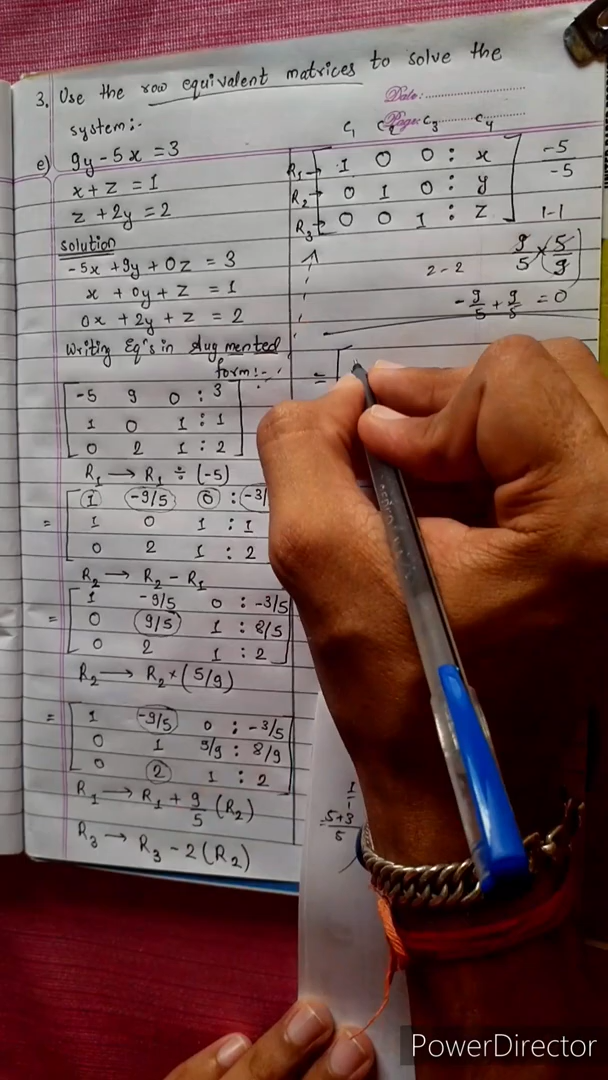 3. Use the row equivalent matrices to solve the
system:-
e) 9y - 5x = 3
x + z = 1
z + 2y = 2
solution
-5x + 9y + 0z = 3
x + 0y + z = 1
0x + 2y + z = 2
Writing Eqⁿs in Augmented
form:-
-5 9 0 : 3
1 0 1 : 1
0 2 1 : 2
R₁ → R₁ ÷ (-5)
1 -9/5 0 : -3/
= 1 0 1 : 1
0 2 1 : 2
R₂ → R₂ - R₁
1 -9/5 0 : -3/5
= 0 9/5 1 : 8/5
0 2 1 : 2
R₂ → R₂ × (5/9)
= 1 -9/5 0 : -3/5
0 1 5/9 : 8/9
0 2 1 : 2
R₁ → R₁ + 9/5 (R₂)
R₃ → R₃ - 2(R₂)
Date:
Page:
C₁ C₂ C₃ C₄
R₁→ 1 0 0 : x
R₂→ 0 1 0 : y
R₃→ 0 0 1 : z
-5/-5
1-1
2-2
9/5 × (5/9)
-9/5 + 9/5 = 0
=
1
= 5+3/5
PowerDirector